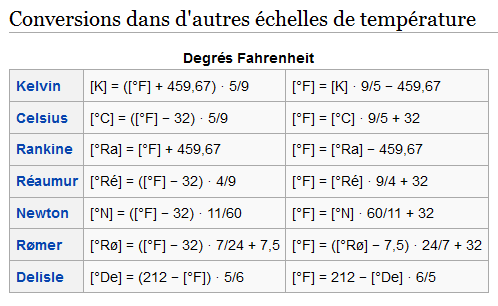 Conversions dans d'autres échelles de température
Degrés Fahrenheit
Kelvin [K] = ([°F] + 459,67) · 5/9 [°F] = [K] · 9/5 − 459,67
Celsius [°C] = ([°F] − 32) · 5/9 [°F] = [°C] · 9/5 + 32
Rankine [°Ra] = [°F] + 459,67 [°F] = [°Ra] − 459,67
Réaumur [°Ré] = ([°F] − 32) · 4/9 [°F] = [°Ré] · 9/4 + 32
Newton [°N] = ([°F] − 32) · 11/60 [°F] = [°N] · 60/11 + 32
Rømer [°Rø] = ([°F] − 32) · 7/24 + 7,5 [°F] = ([°Rø] − 7,5) · 24/7 + 32
Delisle [°De] = (212 − [°F]) · 5/6 [°F] = 212 − [°De] · 6/5